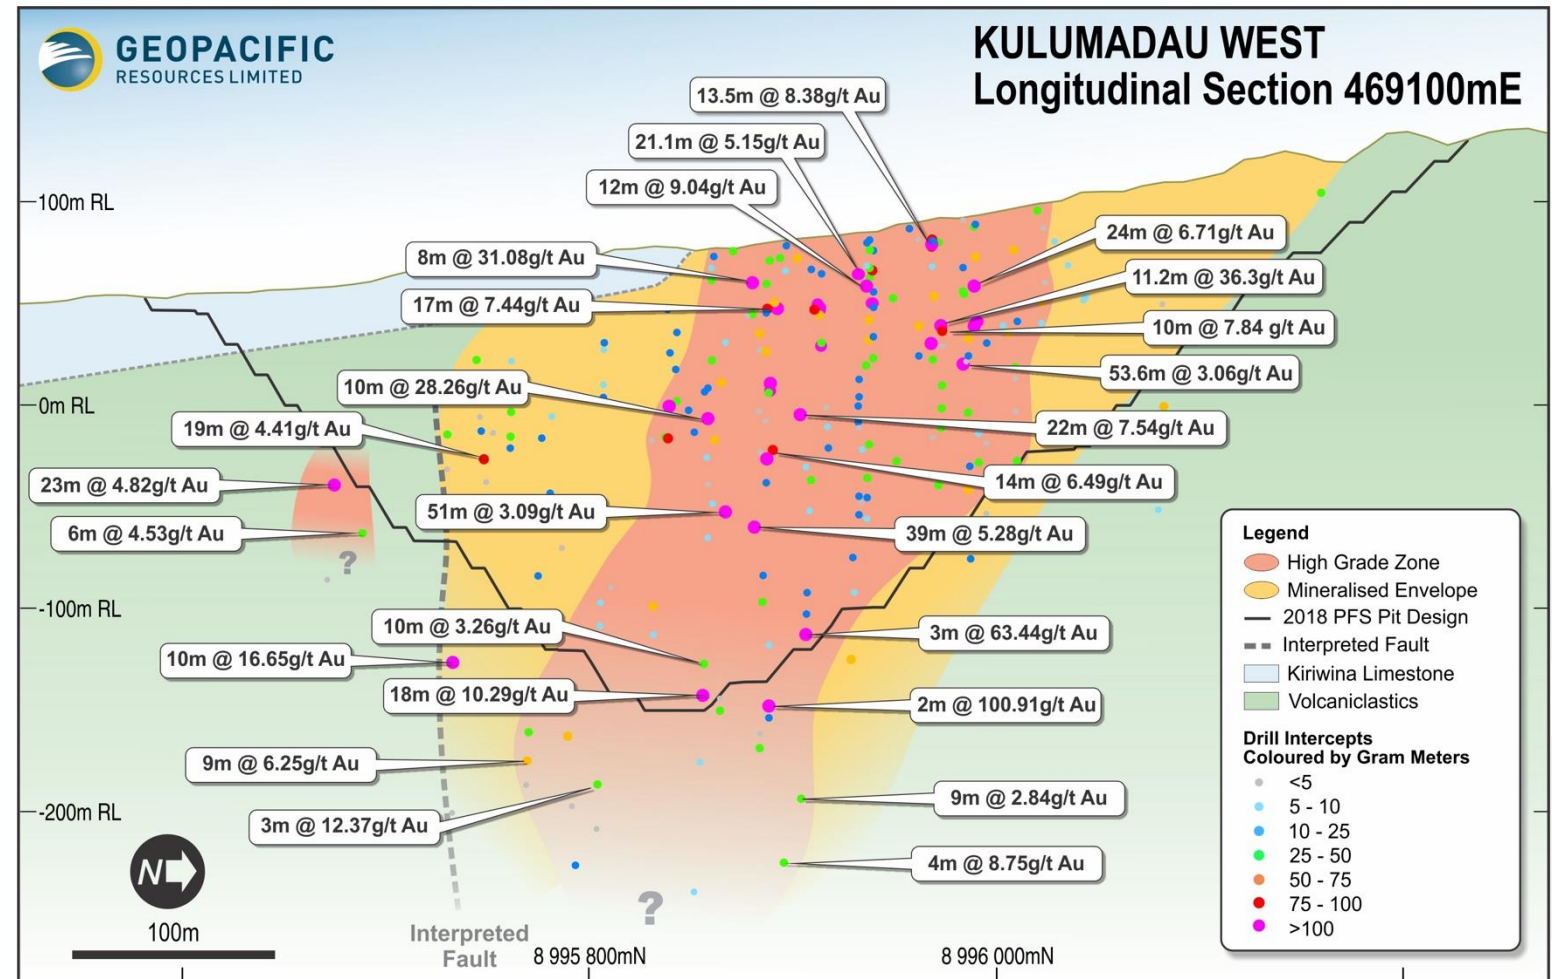 GEOPACIFIC
RESOURCES LIMITED
KULUMADAU WEST
Longitudinal Section 469100mE
13.5m @ 8.38g/t Au
21.1m @ 5.15g/t Au
12m @ 9.04g/t Au
100m RL
24m @ 6.71g/t Au
8m @ 31.08g/t Au
11.2m @ 36.3g/t Au
17m @ 7.44g/t Au
10m @ 7.84 g/t Au
53.6m @ 3.06g/t Au
10m @ 28.26g/t Au
0m RL
19m @ 4.41g/t Au
22m @ 7.54g/t Au
23m @ 4.82g/t Au
14m @ 6.49g/t Au
51m @ 3.09g/t Au
6m @ 4.53g/t Au
39m @ 5.28g/t Au
?
-100m RL
10m @ 3.26g/t Au
3m @ 63.44g/t Au
10m @ 16.65g/t Au
18m @ 10.29g/t Au
2m @ 100.91g/t Au
9m @ 6.25g/t Au
9m @ 2.84g/t Au
-200m RL
3m @ 12.37g/t Au
4m @ 8.75g/t Au
N
?
100m
Interpreted
Fault
8 995 800mN
8 996 000mN
Legend
High Grade Zone
Mineralised Envelope
2018 PFS Pit Design
Interpreted Fault
Kiriwina Limestone
Volcaniclastics
Drill Intercepts
Coloured by Gram Meters
<5
5 - 10
10 - 25
25 - 50
50 - 75
75 - 100
>100